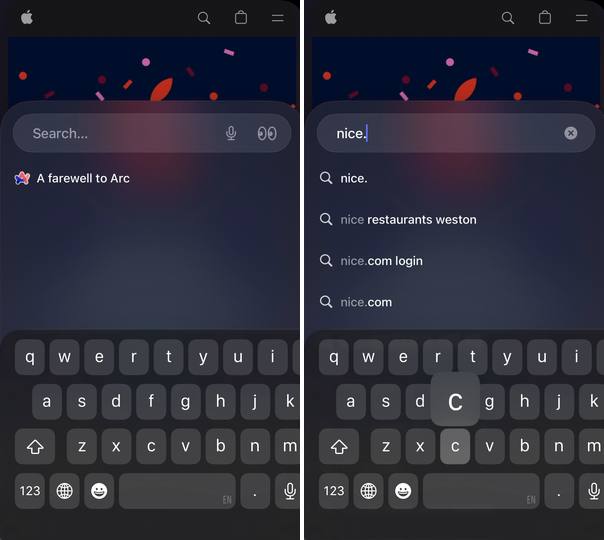 Search...
A farewell to Arc
q w e r t y u i
a s d f g h j k
z x c v b n m
123 EN .
nice.
nice.
nice restaurants weston
nice.com login
nice.com
q w e r t y u i
a s d C g h j k
z x c v b n m
123 EN .